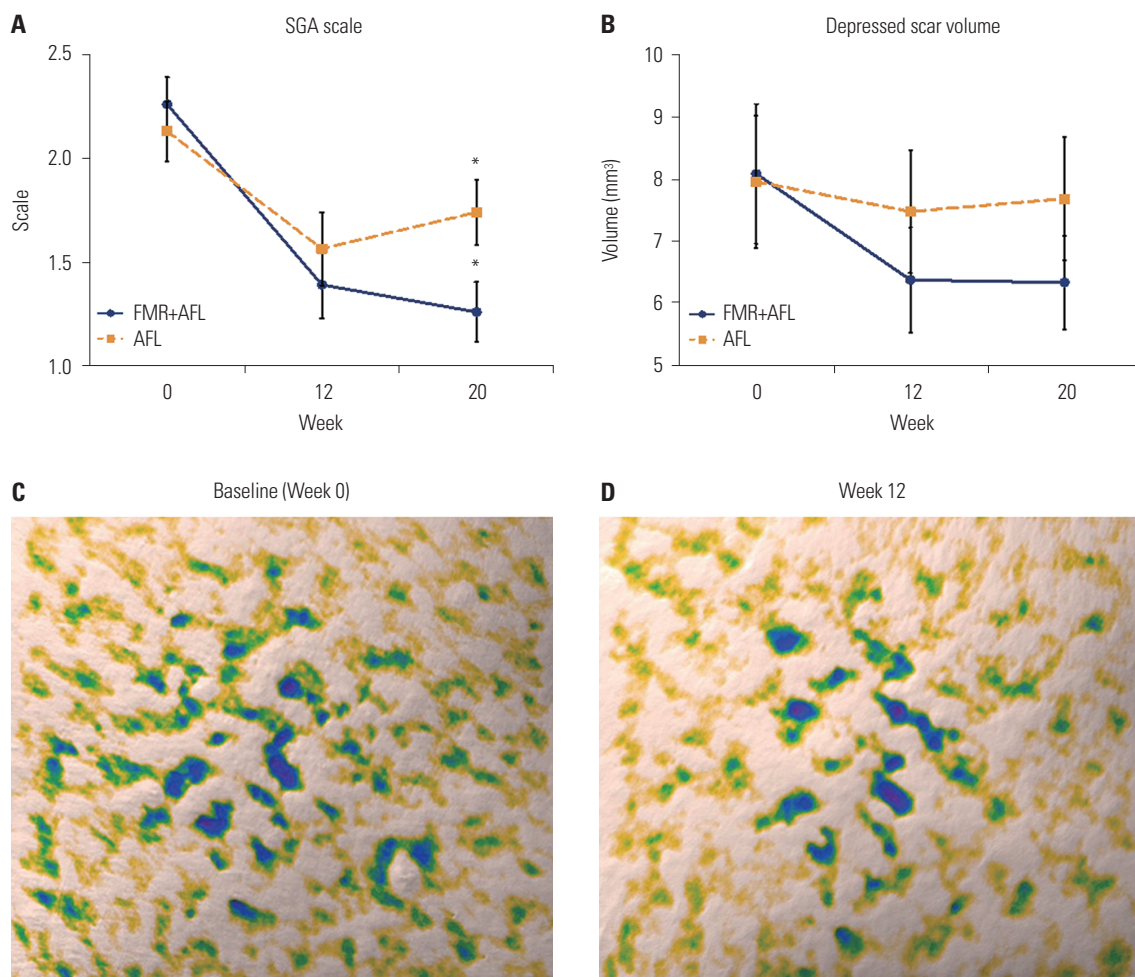 A
SGA scale
2.5
2.0
1.5
1.0
Scale
*
*
FMR+AFL
AFL
0
12
20
Week
B
Depressed scar volume
10
9
8
7
6
5
Volume (mm³)
FMR+AFL
AFL
0
12
20
Week
C
Baseline (Week 0)
D
Week 12